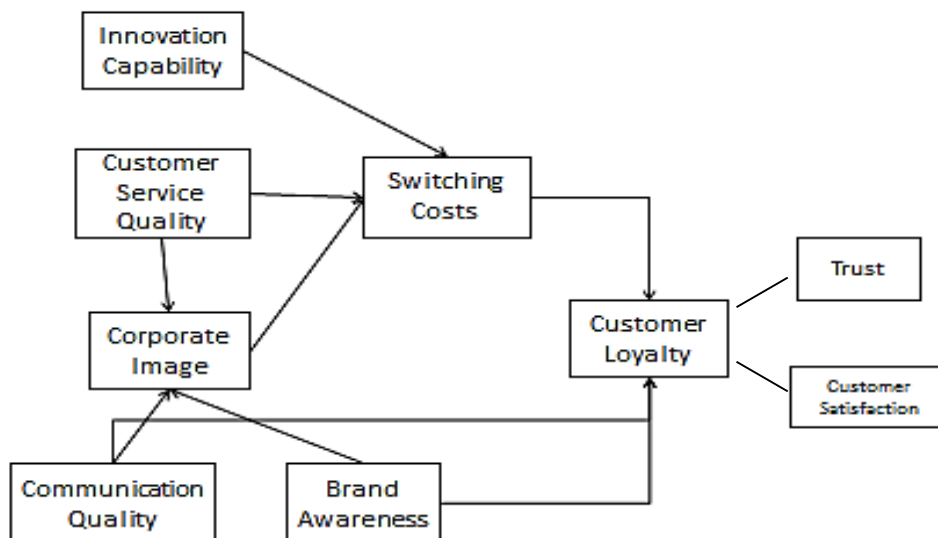 Innovation
Capability
Customer
Service
Quality
Switching
Costs
Trust
Corporate
Image
Customer
Loyalty
Customer
Satisfaction
Communication
Quality
Brand
Awareness